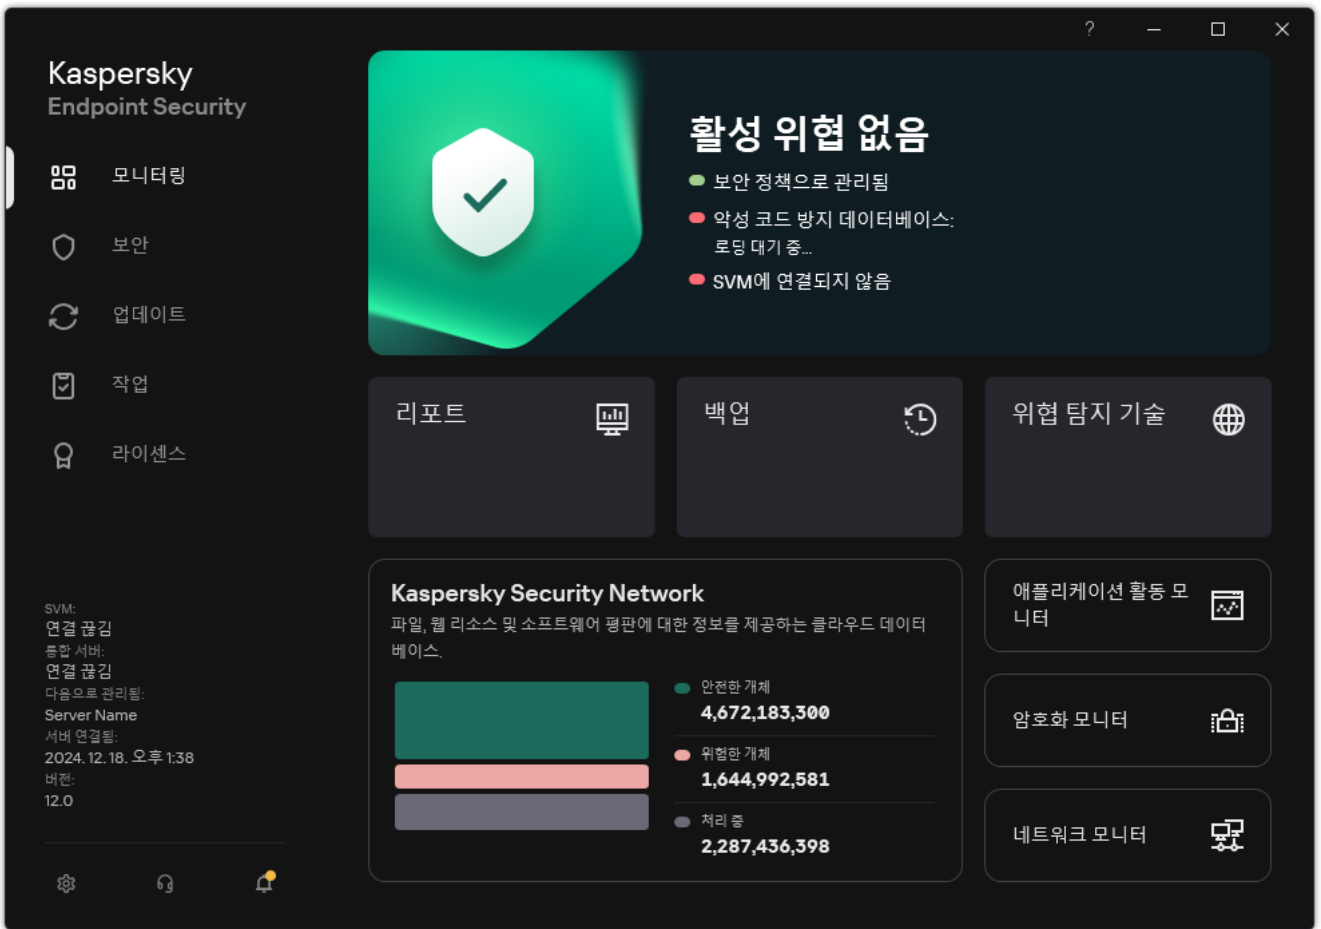 ?
Kaspersky
Endpoint Security
모니터링
보안
업데이트
작업
라이센스
SVM:
연결 끊김
통합 서버:
연결 끊김
다음으로 관리됨:
Server Name
서버 연결됨:
2024. 12. 18. 오후 1:38
버전:
12.0
활성 위협 없음
보안 정책으로 관리됨
악성 코드 방지 데이터베이스:
로딩 대기 중...
SVM에 연결되지 않음
리포트
백업
위협 탐지 기술
Kaspersky Security Network
파일, 웹 리소스 및 소프트웨어 평판에 대한 정보를 제공하는 클라우드 데이터
베이스.
안전한 개체
4,672,183,300
위험한 개체
1,644,992,581
처리 중
2,287,436,398
애플리케이션 활동 모
니터
암호화 모니터
네트워크 모니터